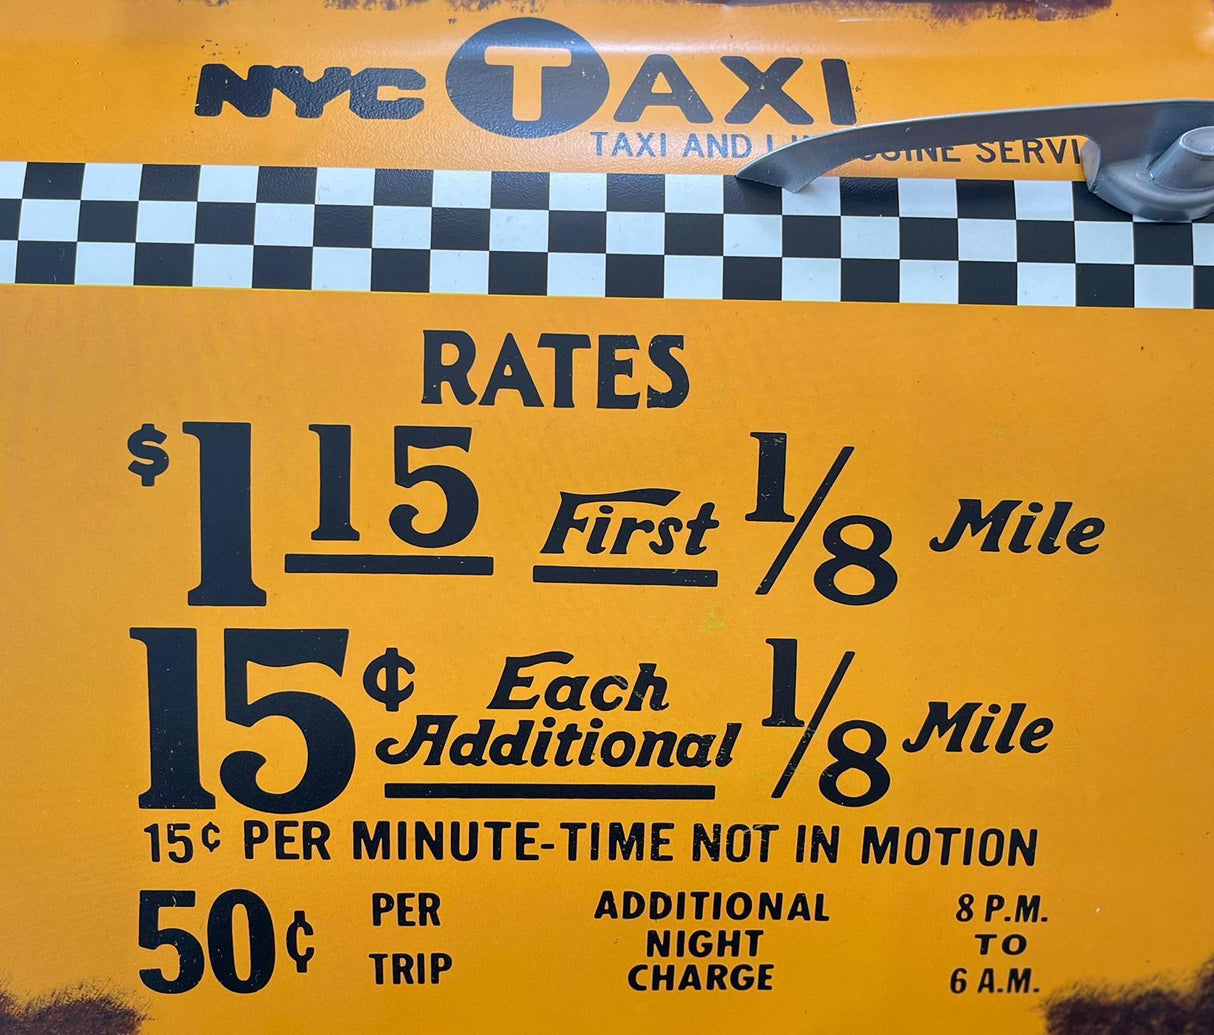 NYC TAXI
TAXI AND
RATES
$1 15 First 1/8 Mile
15¢ Each Additional 1/8 Mile
15¢ PER MINUTE-TIME NOT IN MOTION
50¢ PER TRIP ADDITIONAL NIGHT CHARGE 8 P.M. TO 6 A.M.